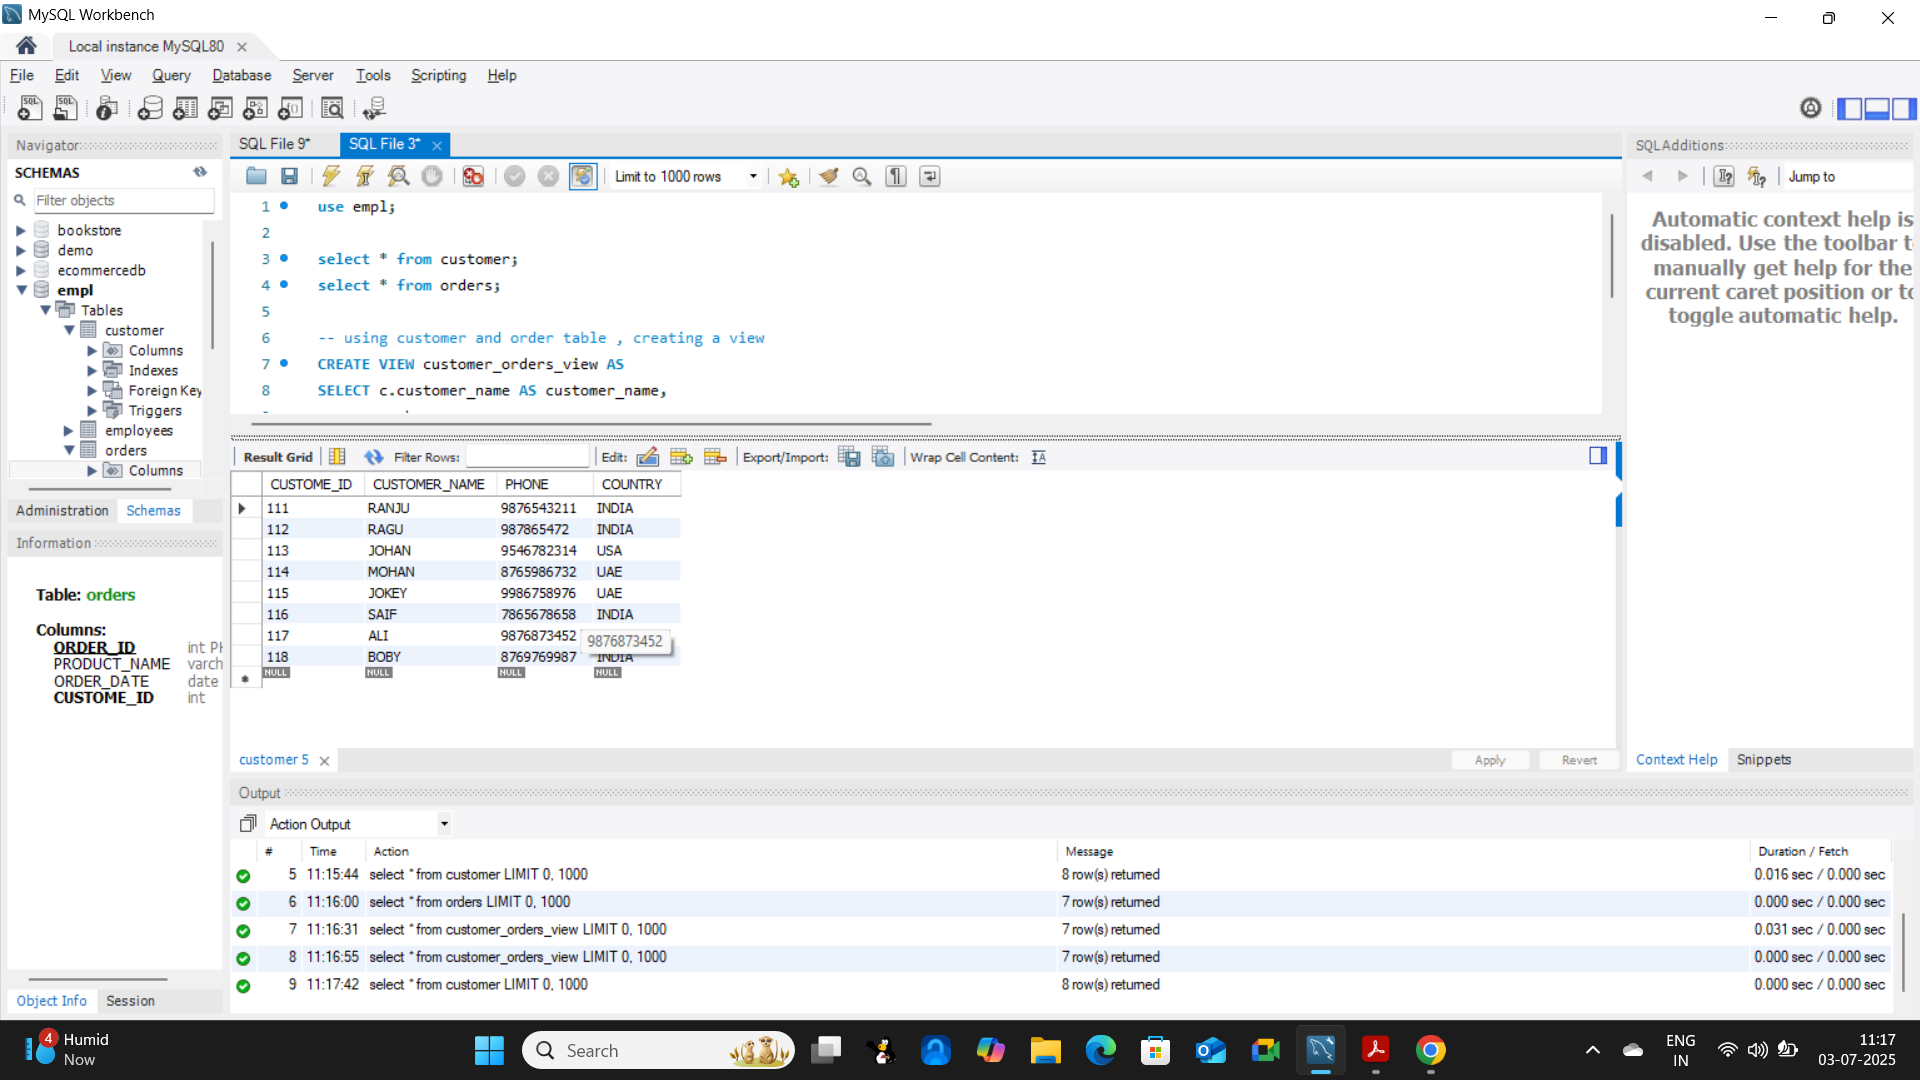 MySQL Workbench
Local instance MySQL80
File Edit View Query Database Server Tools Scripting Help
Navigator
SCHEMAS
Filter objects
bookstore
demo
ecommercedb
empl
Tables
customer
Columns
Indexes
Foreign Key
Triggers
employees
orders
Columns
Administration Schemas
Information
Table: orders
Columns:
ORDER_ID int PI
PRODUCT_NAME varch
ORDER_DATE date
CUSTOME_ID int
Object Info Session
SQL File 9* SQL File 3*
Limit to 1000 rows
1 use empl;
2
3 select * from customer;
4 select * from orders;
5
6 -- using customer and order table , creating a view
7 CREATE VIEW customer_orders_view AS
8 SELECT c.customer_name AS customer_name,
Result Grid Filter Rows: Edit: Export/Import: Wrap Cell Content:
CUSTOME_ID CUSTOMER_NAME PHONE COUNTRY
111 RANJU 9876543211 INDIA
112 RAGU 987865472 INDIA
113 JOHAN 9546782314 USA
114 MOHAN 8765986732 UAE
115 JOKEY 9986758976 UAE
116 SAIF 7865678658 INDIA
117 ALI 9876873452 9876873452
118 BOBY 8769769987 INDIA
NULL NULL NULL NULL
customer 5
Apply Revert
SQLAdditions
Jump to
Automatic context help is
disabled. Use the toolbar t
manually get help for the
current caret position or to
toggle automatic help.
Context Help Snippets
Output
Action Output
# Time Action Message Duration / Fetch
5 11:15:44 select * from customer LIMIT 0, 1000 8 row(s) returned 0.016 sec / 0.000 sec
6 11:16:00 select * from orders LIMIT 0, 1000 7 row(s) returned 0.000 sec / 0.000 sec
7 11:16:31 select * from customer_orders_view LIMIT 0, 1000 7 row(s) returned 0.031 sec / 0.000 sec
8 11:16:55 select * from customer_orders_view LIMIT 0, 1000 7 row(s) returned 0.000 sec / 0.000 sec
9 11:17:42 select * from customer LIMIT 0, 1000 8 row(s) returned 0.000 sec / 0.000 sec
4
Humid
Now
Search
ENG
IN
11:17
03-07-2025